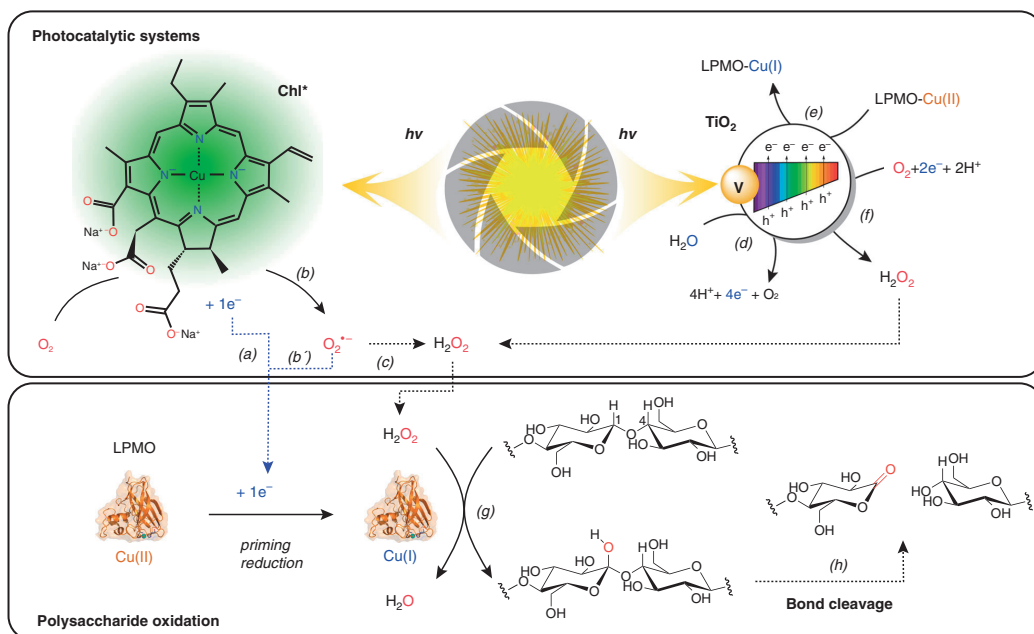 Photocatalytic systems
Chl*
N
N⁻
Cu
N⁻
N
O
Na⁺ ⁻O
Na⁺ ⁻O
O
O
O⁻ Na⁺
O₂
+ 1e⁻
(a)
(b)
(b´)
O₂•⁻
(c)
H₂O₂
hv
hv
LPMO-Cu(I)
LPMO-Cu(II)
TiO₂
(e)
e⁻ e⁻ e⁻ e⁻
V
h⁺ h⁺ h⁺ h⁺
O₂+2e⁻ + 2H⁺
(f)
H₂O
(d)
4H⁺+ 4e⁻ + O₂
H₂O₂
Polysaccharide oxidation
LPMO
Cu(II)
+ 1e⁻
priming
reduction
H₂O₂
Cu(I)
H₂O
(g)
H
1
H
4
OH
HO
HO
O
O
O
OH
HO
OH
O
H
O
OH
HO
OH
O
O
O
OH
HO
OH
O
(h)
Bond cleavage
HO
OH
O
O
O
OH
OH
H
HO
HO
OH
O
O